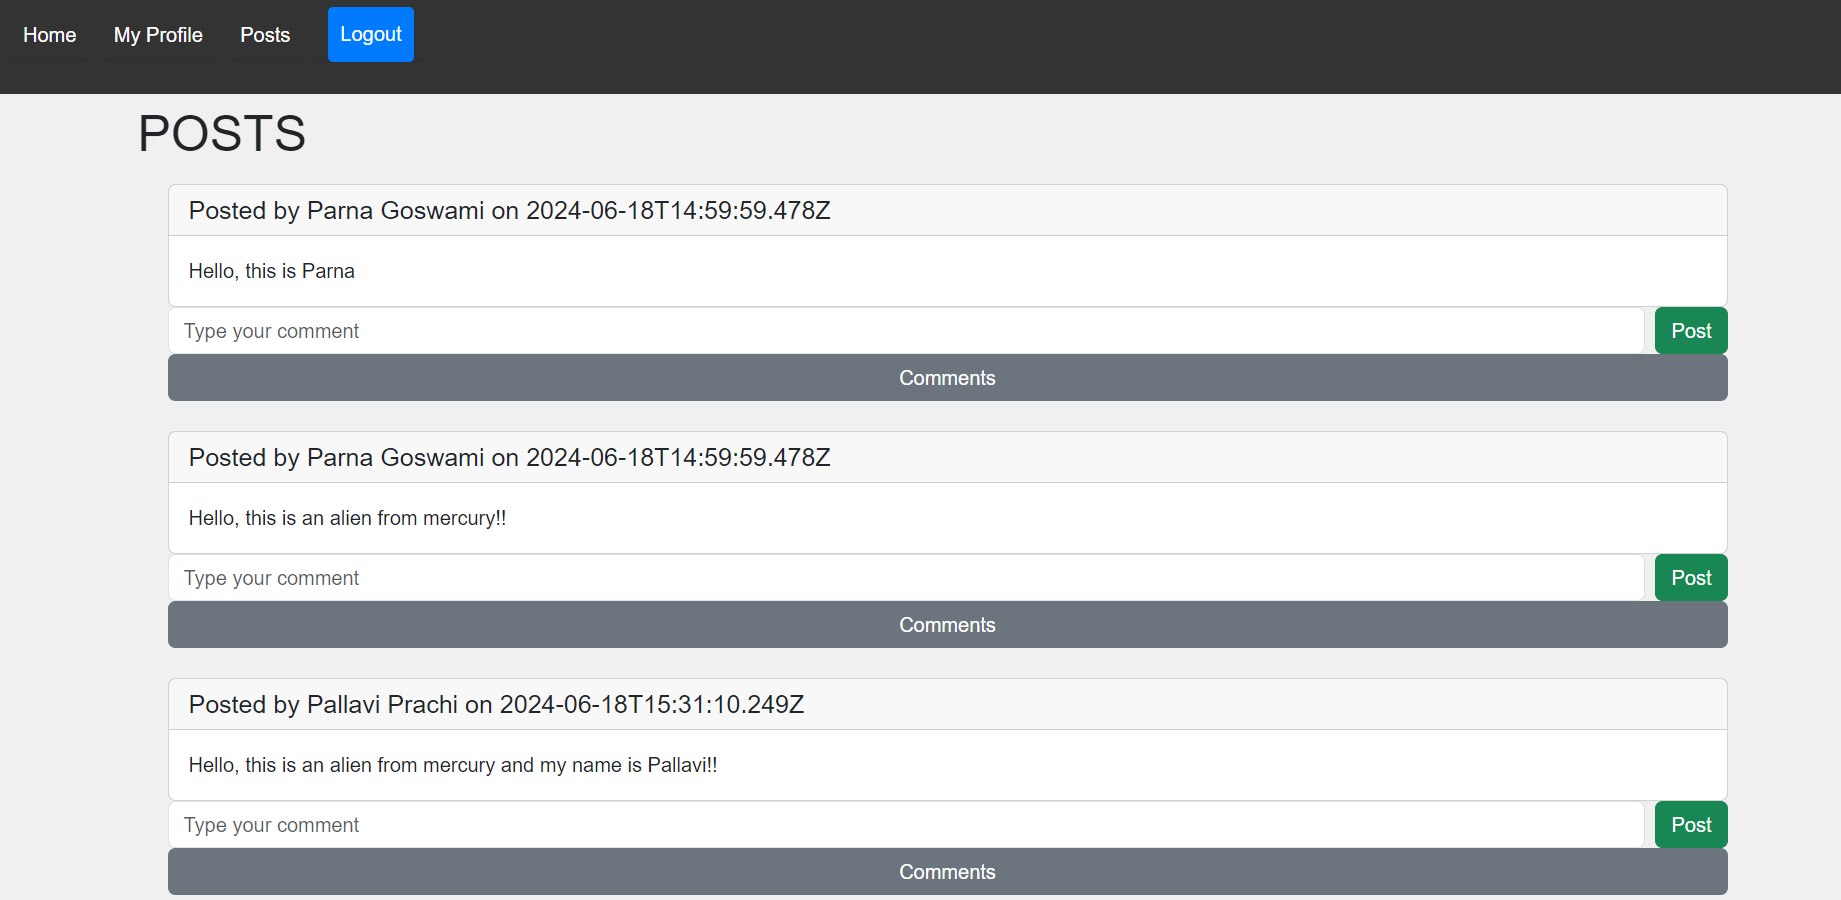 Home My Profile Posts Logout
POSTS
Posted by Parna Goswami on 2024-06-18T14:59:59.478Z
Hello, this is Parna
Type your comment Post
Comments
Posted by Parna Goswami on 2024-06-18T14:59:59.478Z
Hello, this is an alien from mercury!!
Type your comment Post
Comments
Posted by Pallavi Prachi on 2024-06-18T15:31:10.249Z
Hello, this is an alien from mercury and my name is Pallavi!!
Type your comment Post
Comments